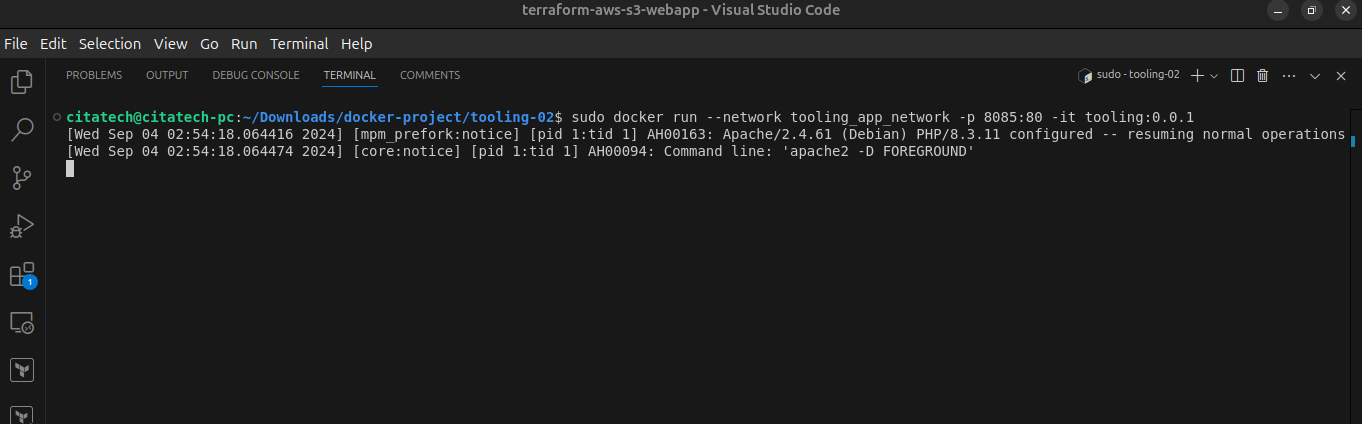 terraform-aws-s3-webapp - Visual Studio Code
File Edit Selection View Go Run Terminal Help
PROBLEMS OUTPUT DEBUG CONSOLE TERMINAL COMMENTS sudo - tooling-02
citatech@citatech-pc:~/Downloads/docker-project/tooling-02$ sudo docker run --network tooling_app_network -p 8085:80 -it tooling:0.0.1
[Wed Sep 04 02:54:18.064416 2024] [mpm_prefork:notice] [pid 1:tid 1] AH00163: Apache/2.4.61 (Debian) PHP/8.3.11 configured -- resuming normal operations
[Wed Sep 04 02:54:18.064474 2024] [core:notice] [pid 1:tid 1] AH00094: Command line: 'apache2 -D FOREGROUND'
1